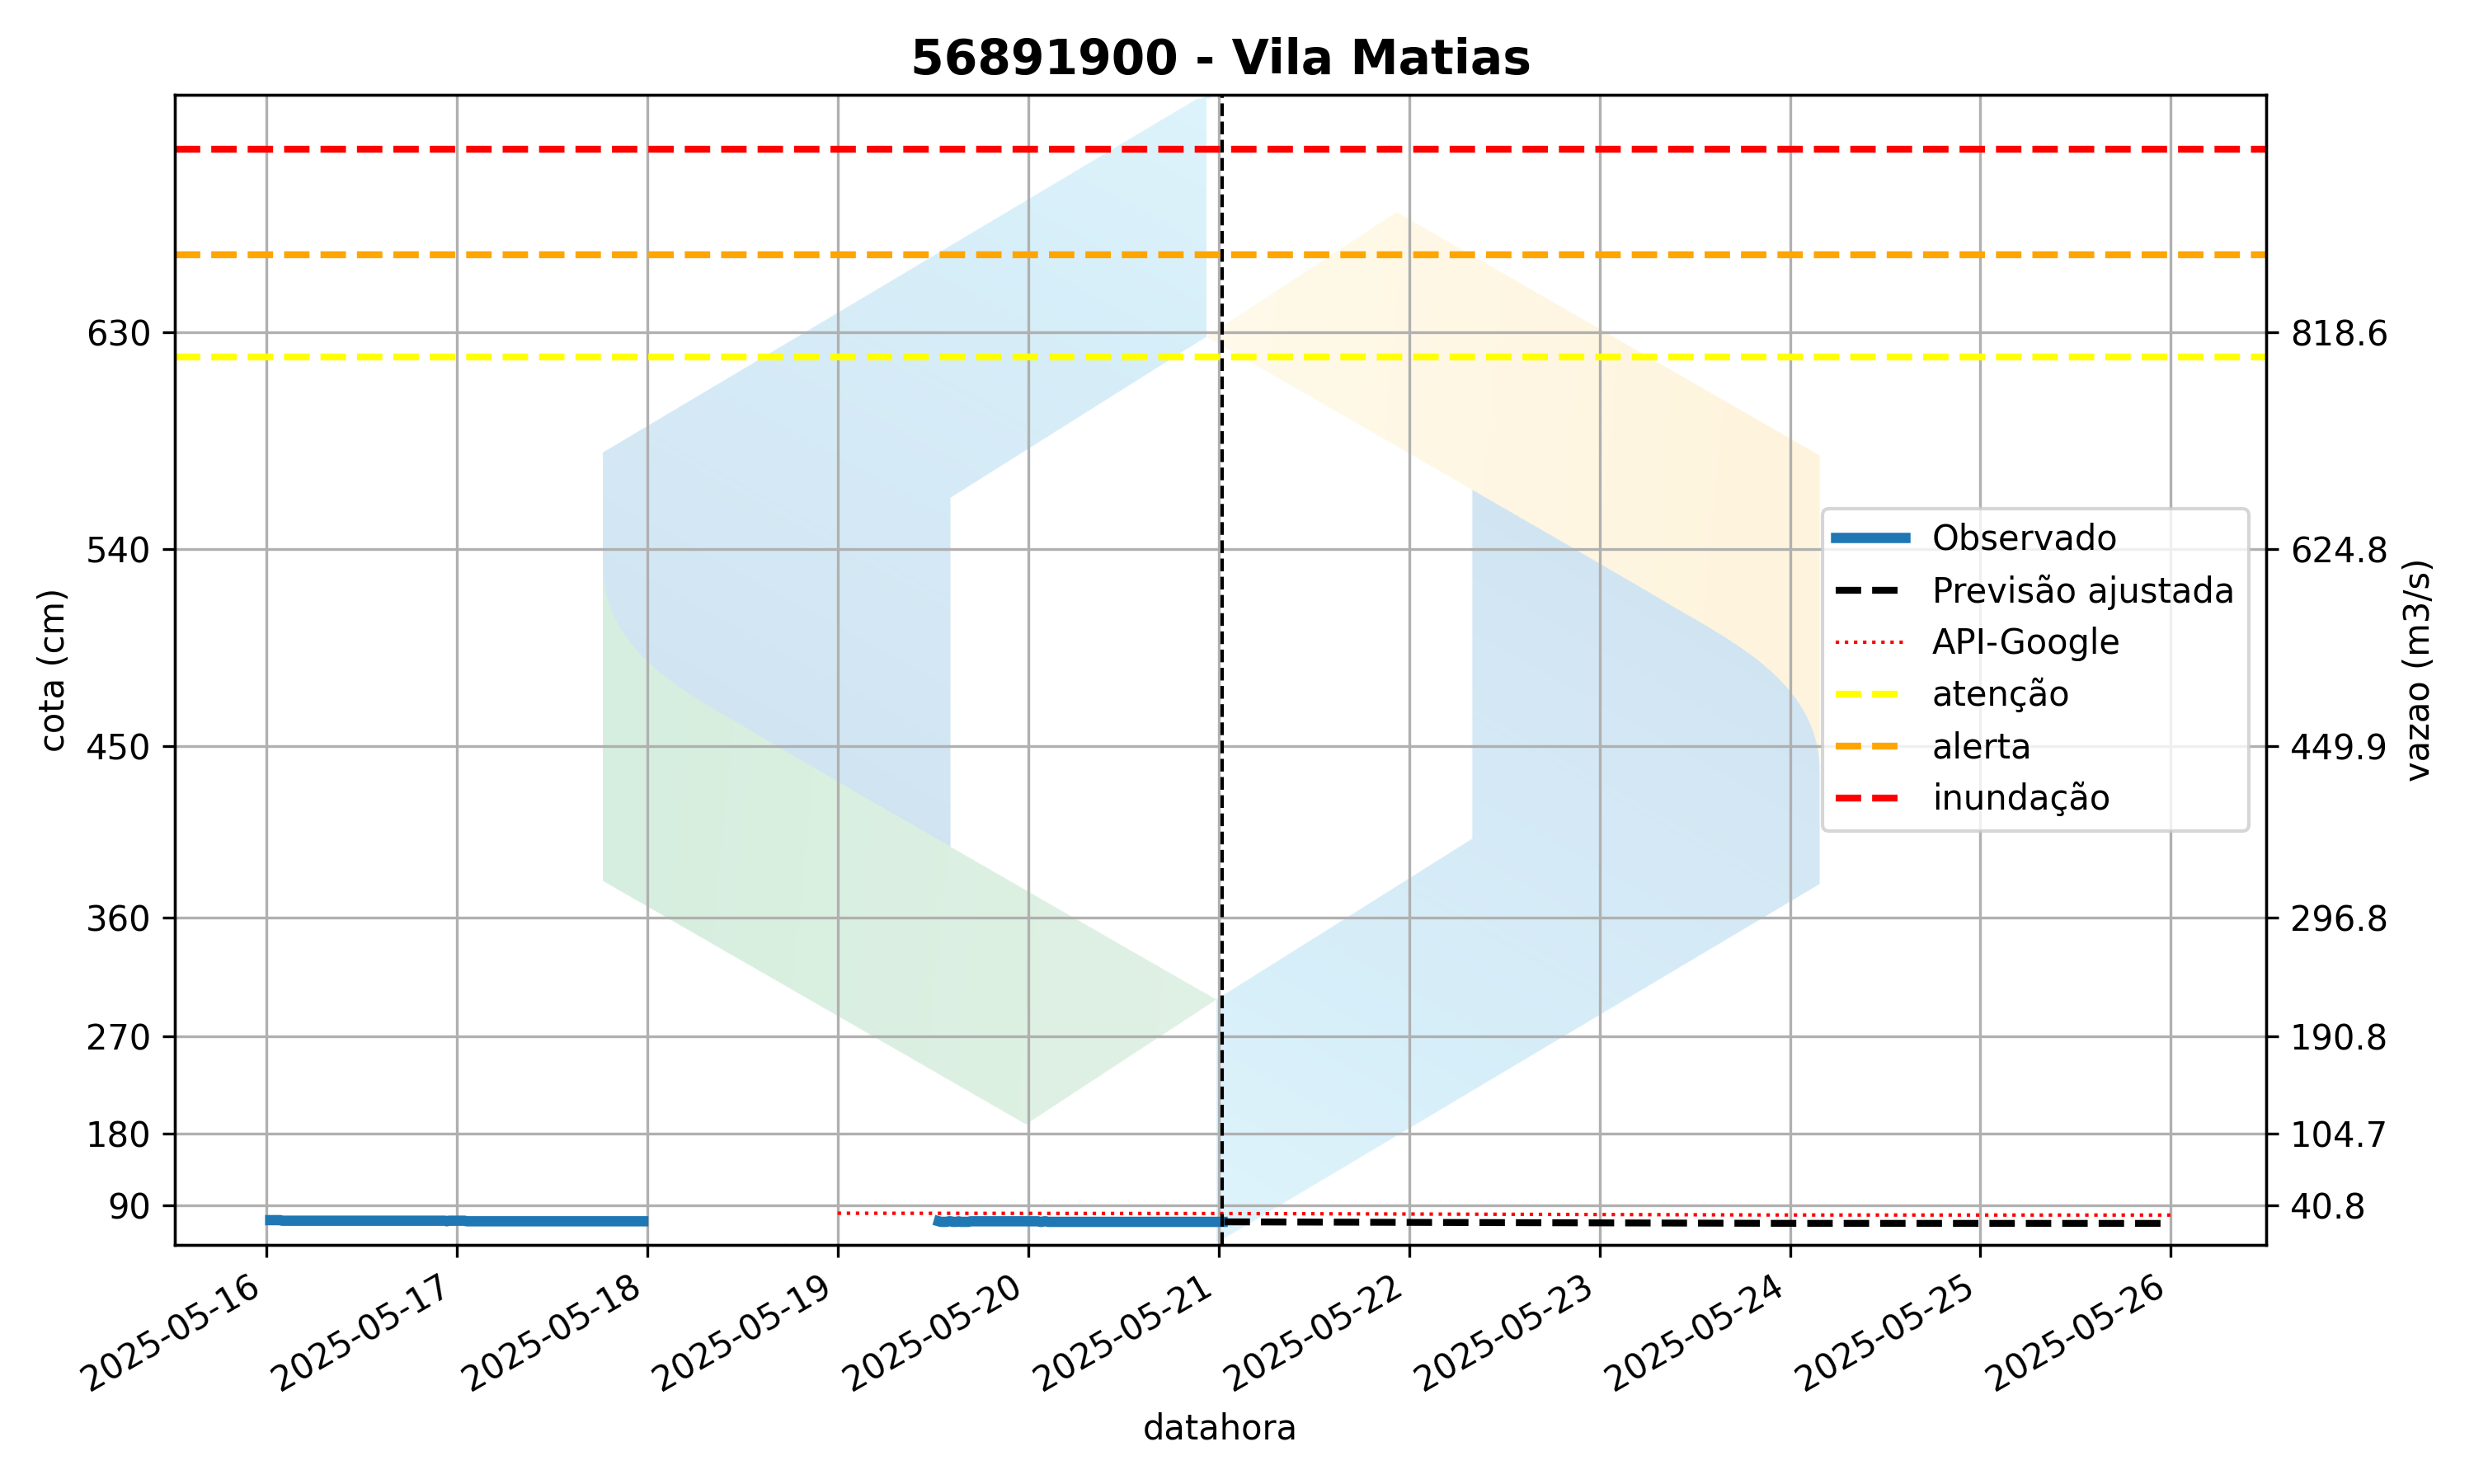 56891900 - Vila Matias
630
540
450
360
270
180
90
cota (cm)
818.6
624.8
449.9
296.8
190.8
104.7
40.8
vazao (m3/s)
Observado
Previsão ajustada
API-Google
atenção
alerta
inundação
2025-05-16
2025-05-17
2025-05-18
2025-05-19
2025-05-20
2025-05-21
2025-05-22
2025-05-23
2025-05-24
2025-05-25
2025-05-26
datahora